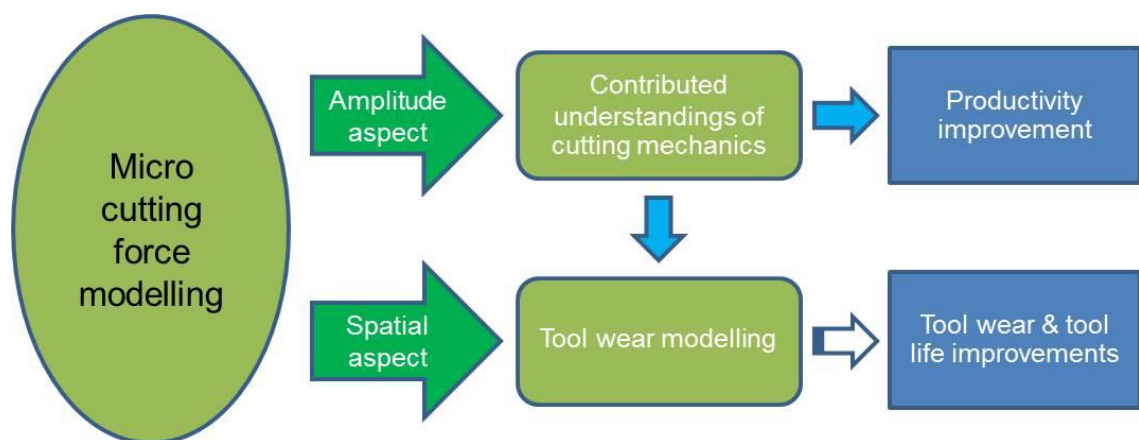 Micro
cutting
force
modelling
Amplitude
aspect
Contributed
understandings of
cutting mechanics
Productivity
improvement
Spatial
aspect
Tool wear modelling
Tool wear & tool
life improvements